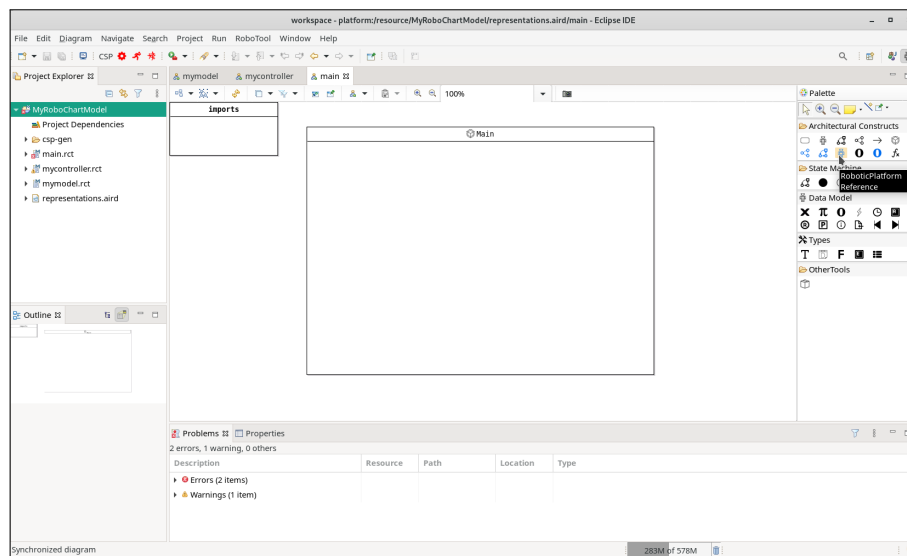 workspace - platform:/resource/MyRoboChartModel/representations.aird/main - Eclipse IDE
File Edit Diagram Navigate Search Project Run RoboTool Window Help
CSP
Project Explorer
mymodel mycontroller main
100%
Palette
MyRoboChartModel
Project Dependencies
csp-gen
main.rct
mycontroller.rct
mymodel.rct
representations.aird
imports
Main
Architectural Constructs
State Machine
RoboticPlatform
Reference
Data Model
Types
OtherTools
Outline
Problems Properties
2 errors, 1 warning, 0 others
Description Resource Path Location Type
Errors (2 items)
Warnings (1 item)
Synchronized diagram 283M of 578M